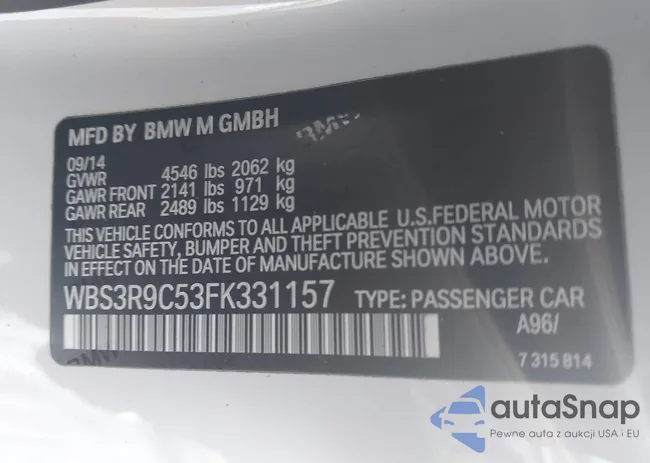 MFD BY BMW M GMBH
BMW
09/14
GVWR 4546 lbs 2062 kg
GAWR FRONT 2141 lbs 971 kg
GAWR REAR 2489 lbs 1129 kg
THIS VEHICLE CONFORMS TO ALL APPLICABLE U.S.FEDERAL MOTOR
VEHICLE SAFETY, BUMPER AND THEFT PREVENTION STANDARDS
IN EFFECT ON THE DATE OF MANUFACTURE SHOWN ABOVE.
WBS3R9C53FK331157 TYPE: PASSENGER CAR
A96/
BMW
7 315 814
autaSnap
Pewne auta z aukcji USA i EU